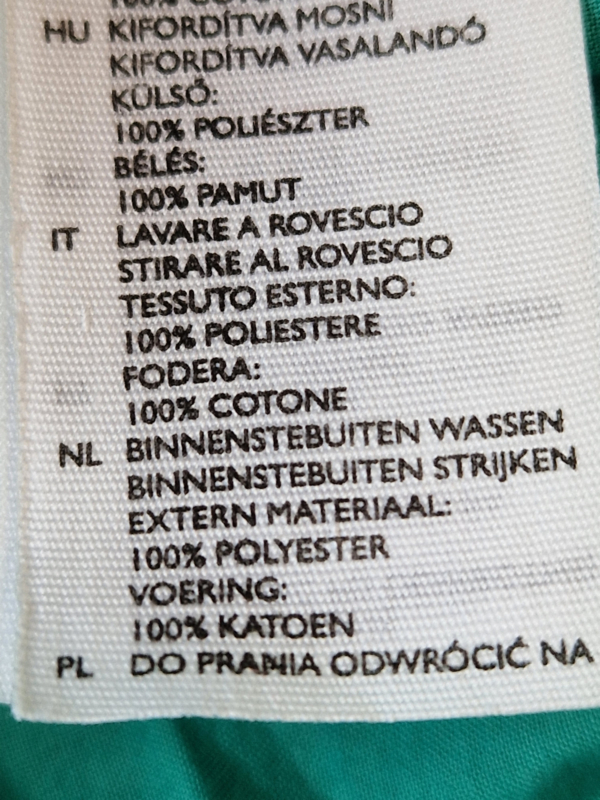 100% COTON
HU KIFORDÍTVA MOSNI
KIFORDÍTVA VASALANDÓ
KÜLSŐ:
100% POLIÉSZTER
BÉLÉS:
100% PAMUT
IT LAVARE A ROVESCIO
STIRARE AL ROVESCIO
TESSUTO ESTERNO:
100% POLIESTERE
FODERA:
100% COTONE
NL BINNENSTEBUITEN WASSEN
BINNENSTEBUITEN STRIJKEN
EXTERN MATERIAAL:
100% POLYESTER
VOERING:
100% KATOEN
PL DO PRANIA ODWRÓCIĆ NA